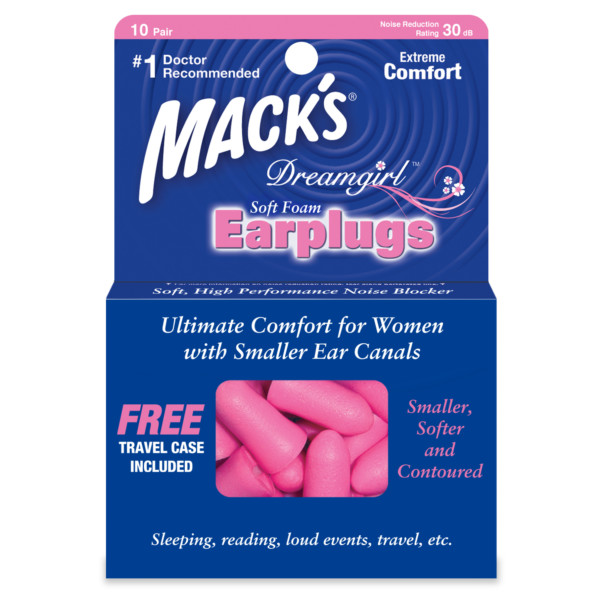 10 Pair
Noise Reduction
Rating 30 dB
#1 Doctor
Recommended
Extreme
Comfort
MACK'S®
Dreamgirl™
Soft Foam
Earplugs
Soft, High Performance Noise Blocker
Ultimate Comfort for Women
with Smaller Ear Canals
FREE
TRAVEL CASE
INCLUDED
Smaller,
Softer
and
Contoured
Sleeping, reading, loud events, travel, etc.